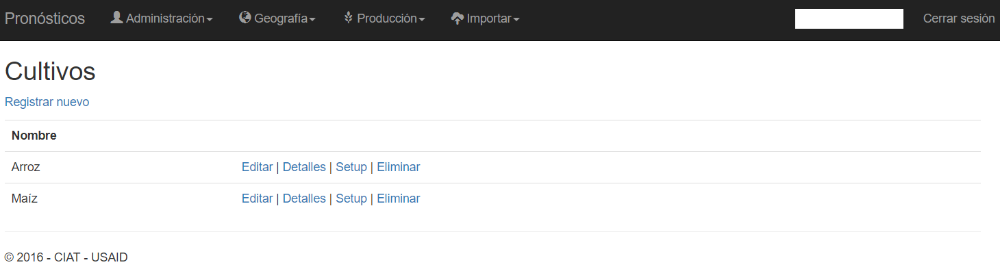 Pronósticos Administración Geografía Producción Importar Cerrar sesión
Cultivos
Registrar nuevo
Nombre
Arroz Editar | Detalles | Setup | Eliminar
Maíz Editar | Detalles | Setup | Eliminar
© 2016 - CIAT - USAID